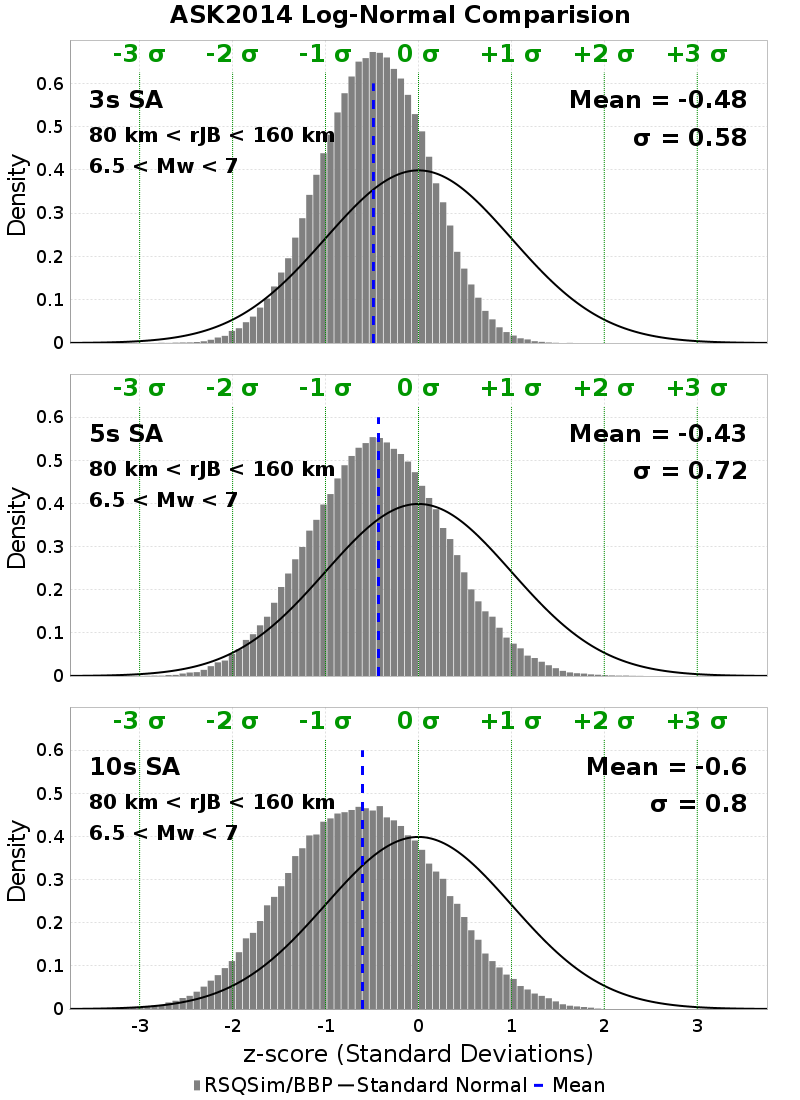 ASK2014 Log-Normal Comparision
-3 σ -2 σ -1 σ 0 σ +1 σ +2 σ +3 σ
0.6
3s SA Mean = -0.48
0.5
80 km < rJB < 160 km σ = 0.58
6.5 < Mw < 7
0.4
Density
0.3
0.2
0.1
0
-3 σ -2 σ -1 σ 0 σ +1 σ +2 σ +3 σ
0.6
5s SA Mean = -0.43
0.5
80 km < rJB < 160 km σ = 0.72
6.5 < Mw < 7
0.4
Density
0.3
0.2
0.1
0
-3 σ -2 σ -1 σ 0 σ +1 σ +2 σ +3 σ
0.6
10s SA Mean = -0.6
0.5
80 km < rJB < 160 km σ = 0.8
6.5 < Mw < 7
0.4
Density
0.3
0.2
0.1
0
-3 -2 -1 0 1 2 3
z-score (Standard Deviations)
RSQSim/BBP Standard Normal Mean